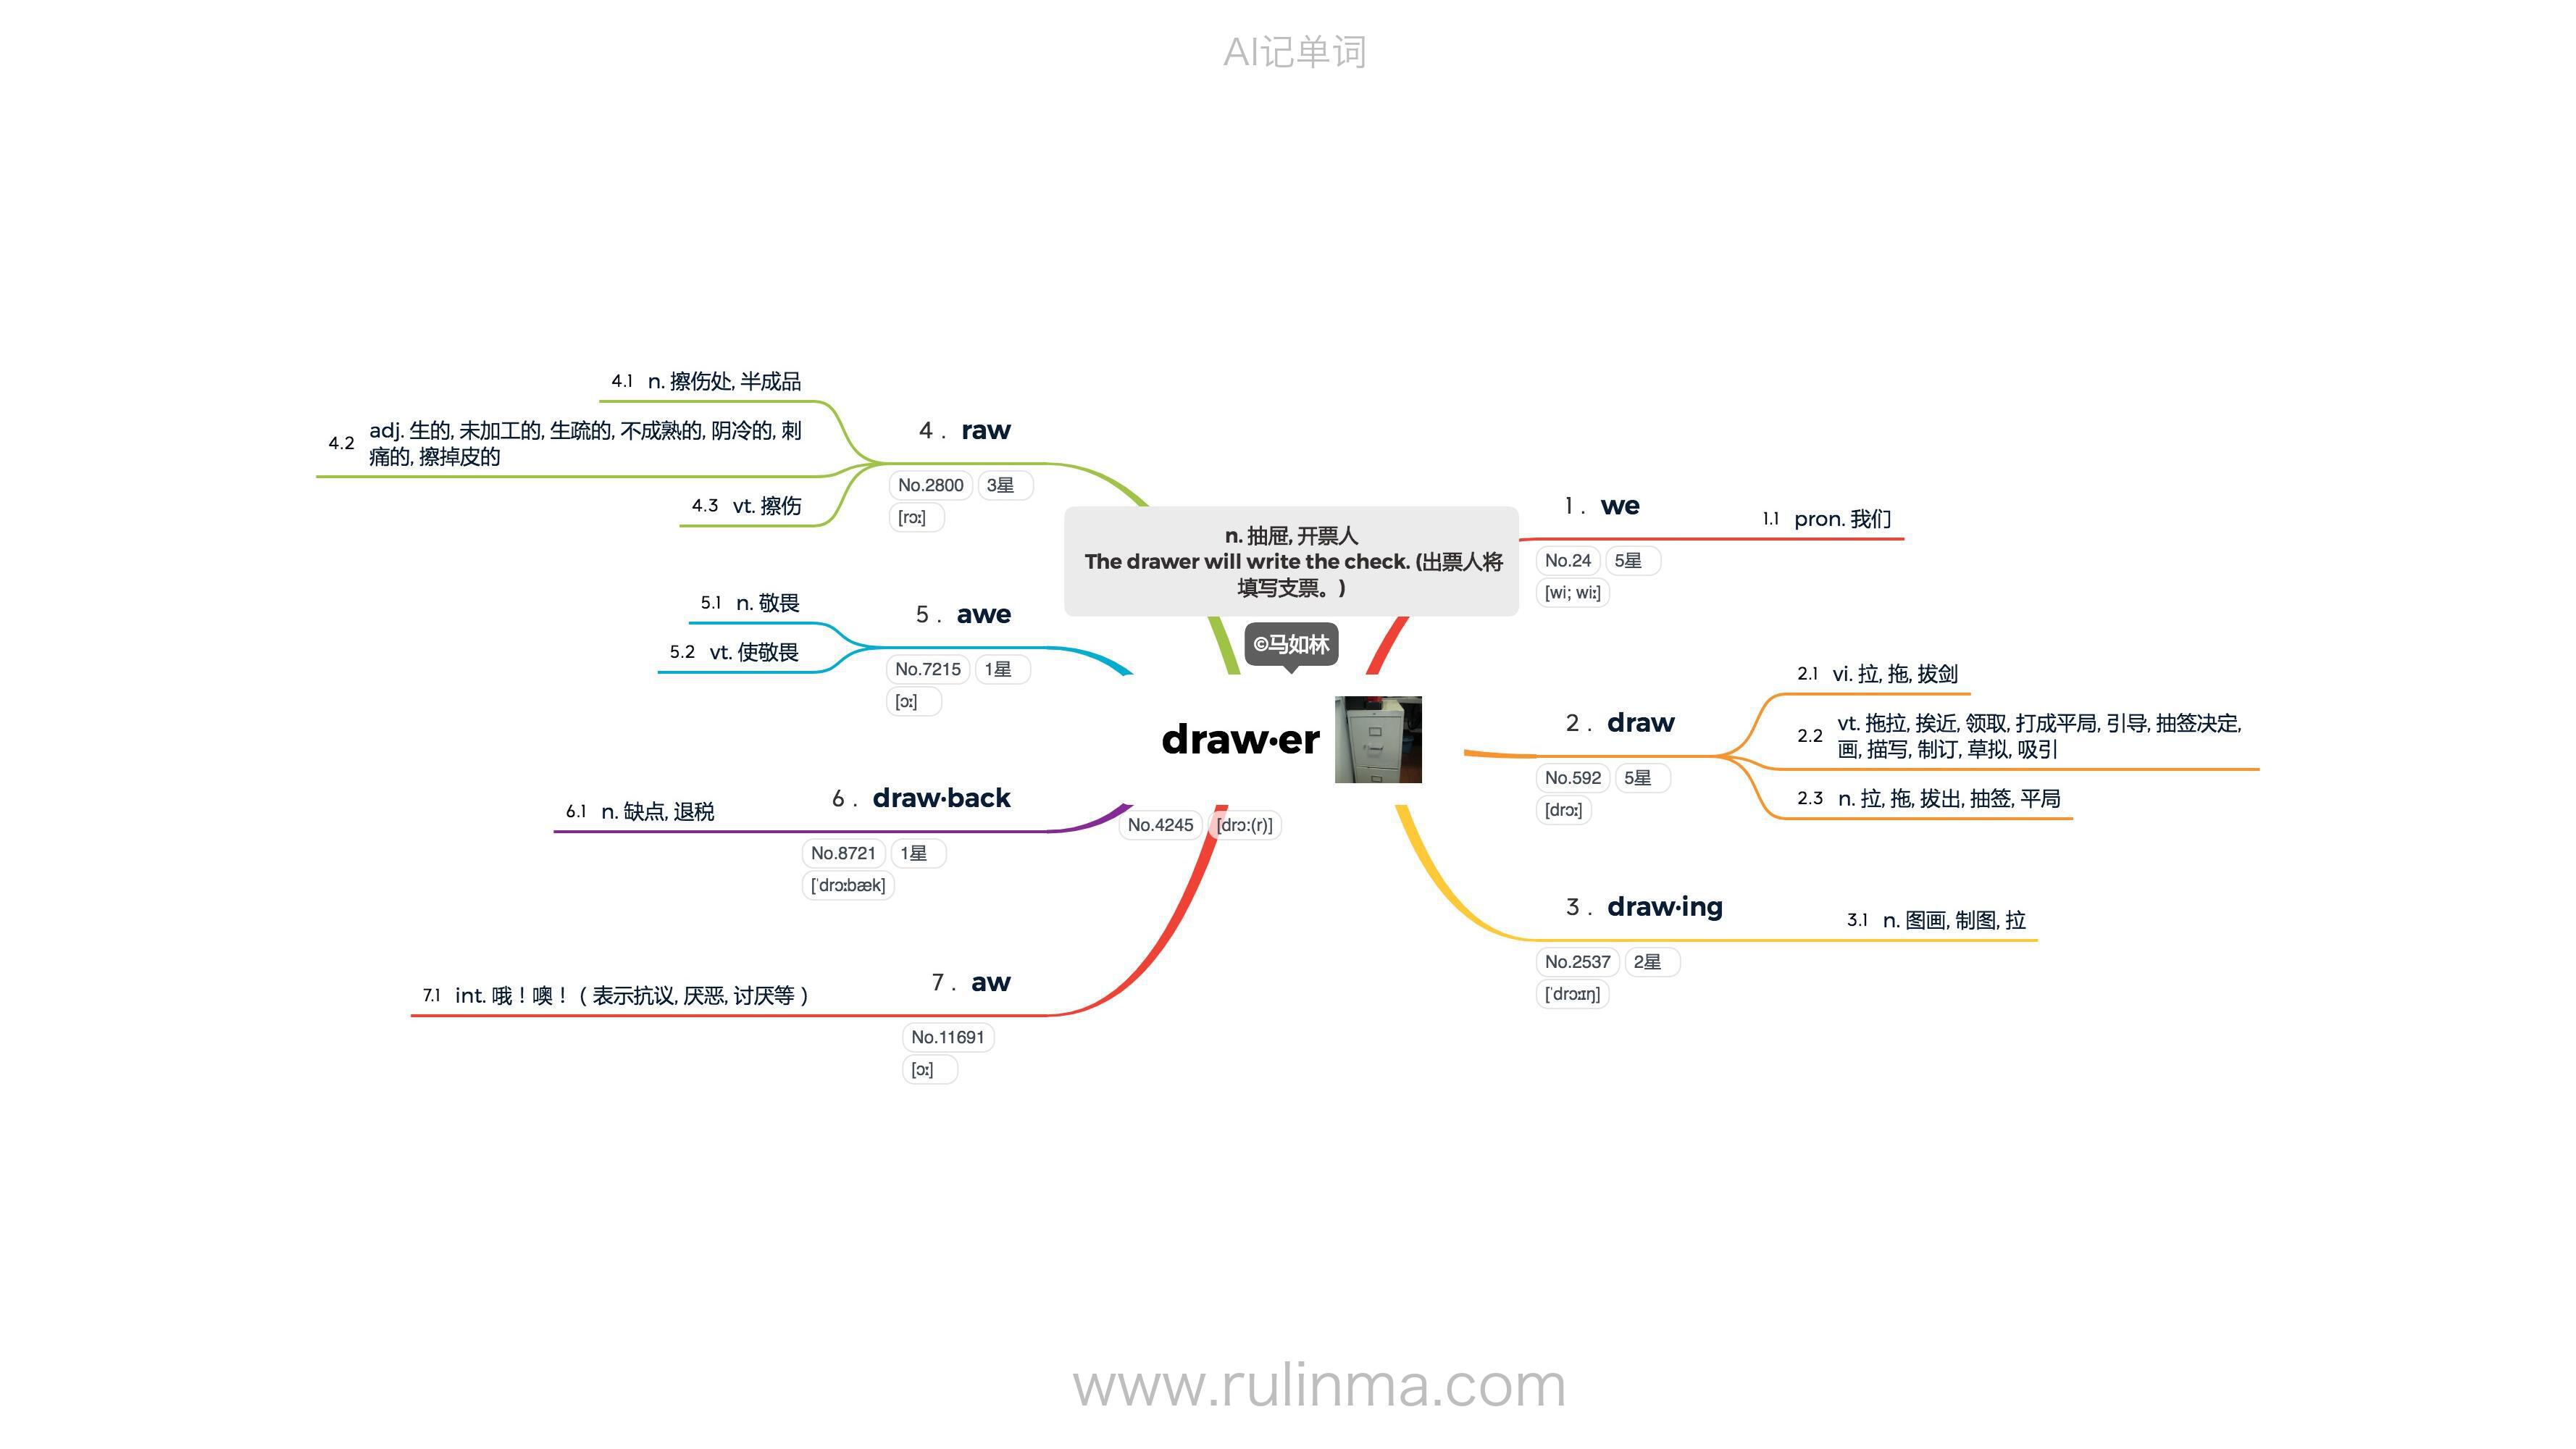 AI记单词
n. 抽屉, 开票人
The drawer will write the check. (出票人将
填写支票。)
©马如林
draw·er
No.4245 [drɔ:(r)]
1 . we
No.24 5星
[wi; wiː]
1.1 pron. 我们
2 . draw
No.592 5星
[drɔː]
2.1 vi. 拉, 拖, 拔剑
2.2 vt. 拖拉, 挨近, 领取, 打成平局, 引导, 抽签决定,
画, 描写, 制订, 草拟, 吸引
2.3 n. 拉, 拖, 拔出, 抽签, 平局
3 . draw·ing
No.2537 2星
[ˈdrɔːɪŋ]
3.1 n. 图画, 制图, 拉
4 . raw
No.2800 3星
[rɔː]
4.1 n. 擦伤处, 半成品
4.2 adj. 生的, 未加工的, 生疏的, 不成熟的, 阴冷的, 刺
痛的, 擦掉皮的
4.3 vt. 擦伤
5 . awe
No.7215 1星
[ɔː]
5.1 n. 敬畏
5.2 vt. 使敬畏
6 . draw·back
No.8721 1星
[ˈdrɔːbæk]
6.1 n. 缺点, 退税
7 . aw
No.11691
[ɔː]
7.1 int. 哦！噢！（表示抗议, 厌恶, 讨厌等）
www.rulinma.com